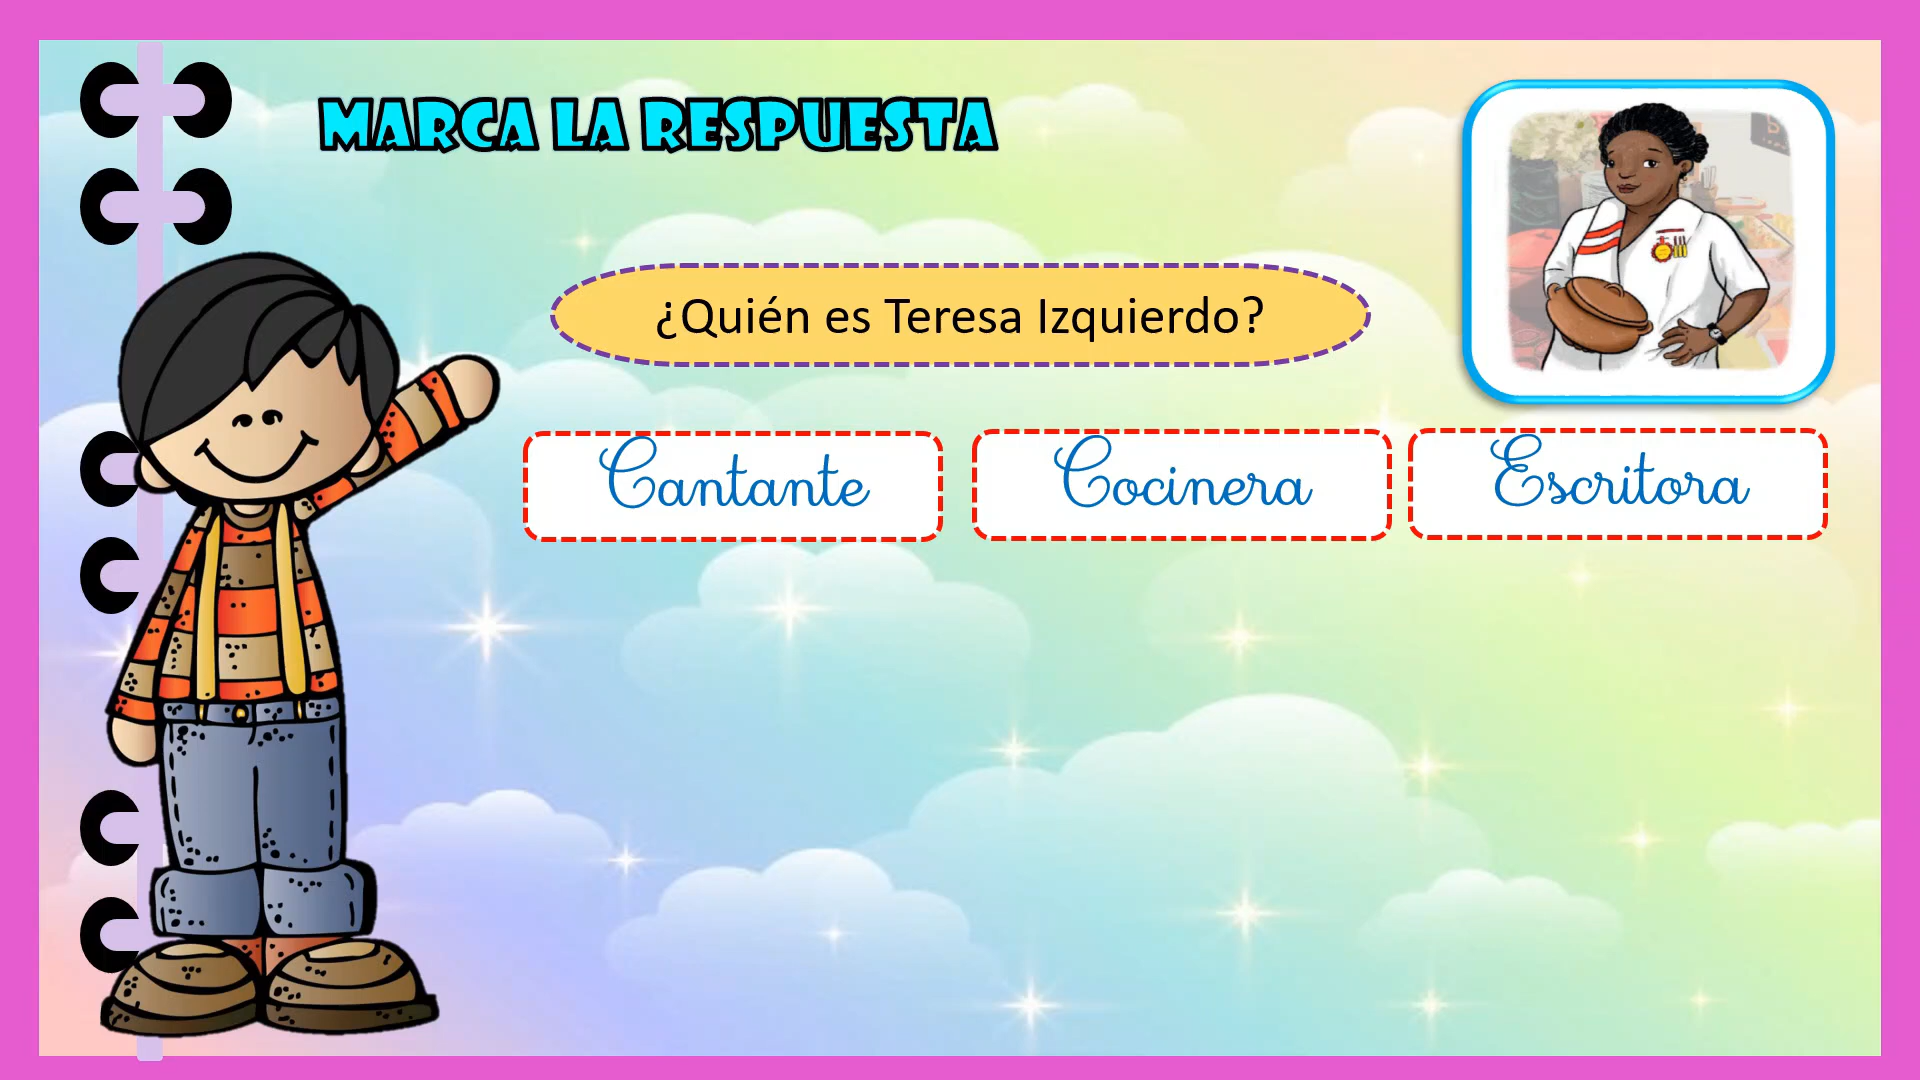 MARCA LA RESPUESTA
¿Quién es Teresa Izquierdo?
Cantante
Cocinera
Escritora